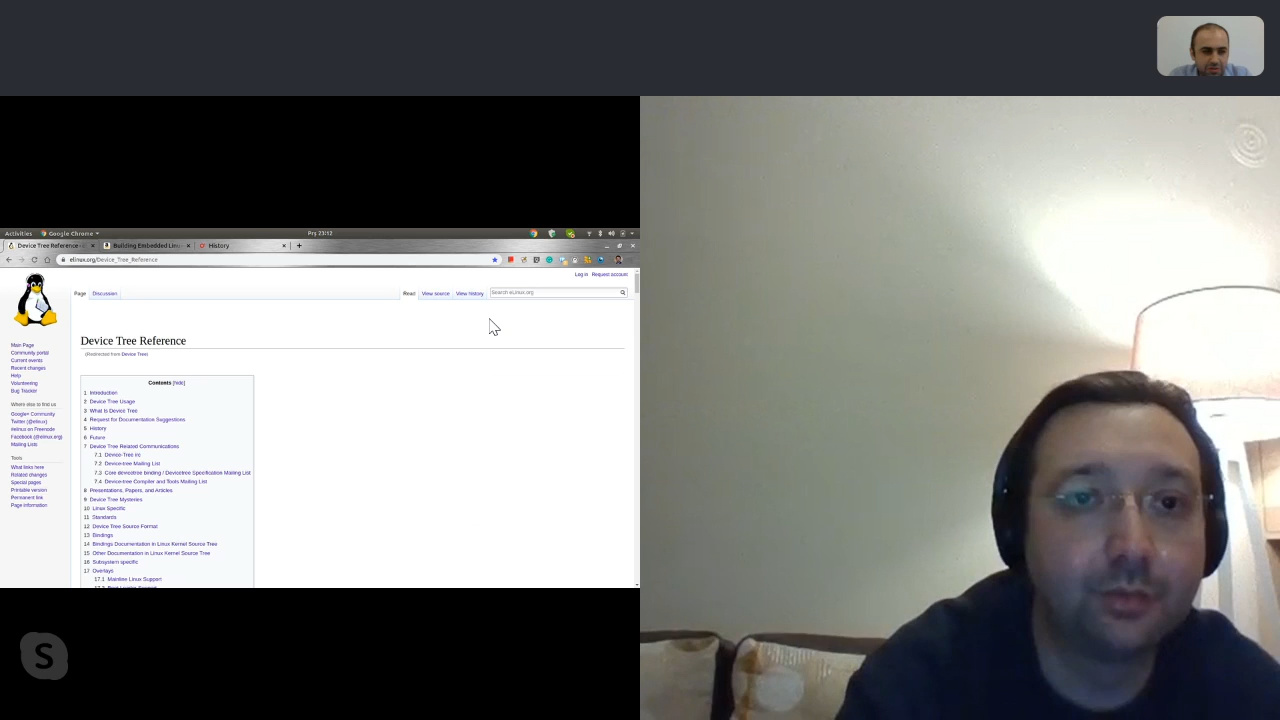 Activities
Google Chrome
Prş 23:12
Device Tree Reference
Building Embedded Linu
History
elinux.org/Device_Tree_Reference
Log in
Request account
Page
Discussion
Read
View source
View history
Search eLinux.org
Main Page
Community portal
Current events
Recent changes
Help
Volunteering
Bug Tracker
Where else to find us
Google+ Community
Twitter (@elinux)
#elinux on Freenode
Facebook (@elinux.org)
Mailing Lists
Tools
What links here
Related changes
Special pages
Printable version
Permanent link
Page information
Device Tree Reference
(Redirected from Device Tree)
Contents [hide]
1 Introduction
2 Device Tree Usage
3 What Is Device Tree
4 Request for Documentation Suggestions
5 History
6 Future
7 Device Tree Related Communications
7.1 Device-Tree irc
7.2 Device-tree Mailing List
7.3 Core devicetree binding / Devicetree Specification Mailing List
7.4 Device-tree Compiler and Tools Mailing List
8 Presentations, Papers, and Articles
9 Device Tree Mysteries
10 Linux Specific
11 Standards
12 Device Tree Source Format
13 Bindings
14 Bindings Documentation in Linux Kernel Source Tree
15 Other Documentation in Linux Kernel Source Tree
16 Subsystem specific
17 Overlays
17.1 Mainline Linux Support
S